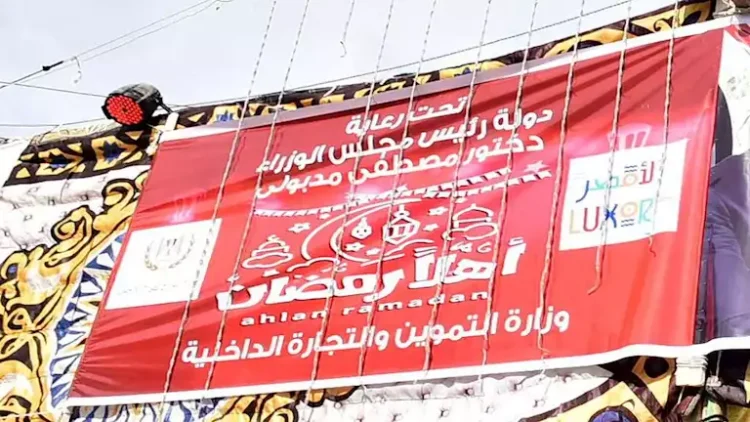 تحت رعاية
دولة رئيس مجلس الوزراء
دكتور مصطفى مدبولى
الأقصر
LUXOR
أهلاً رمضان
ahlan ramadan
وزارة التموين والتجارة الداخلية